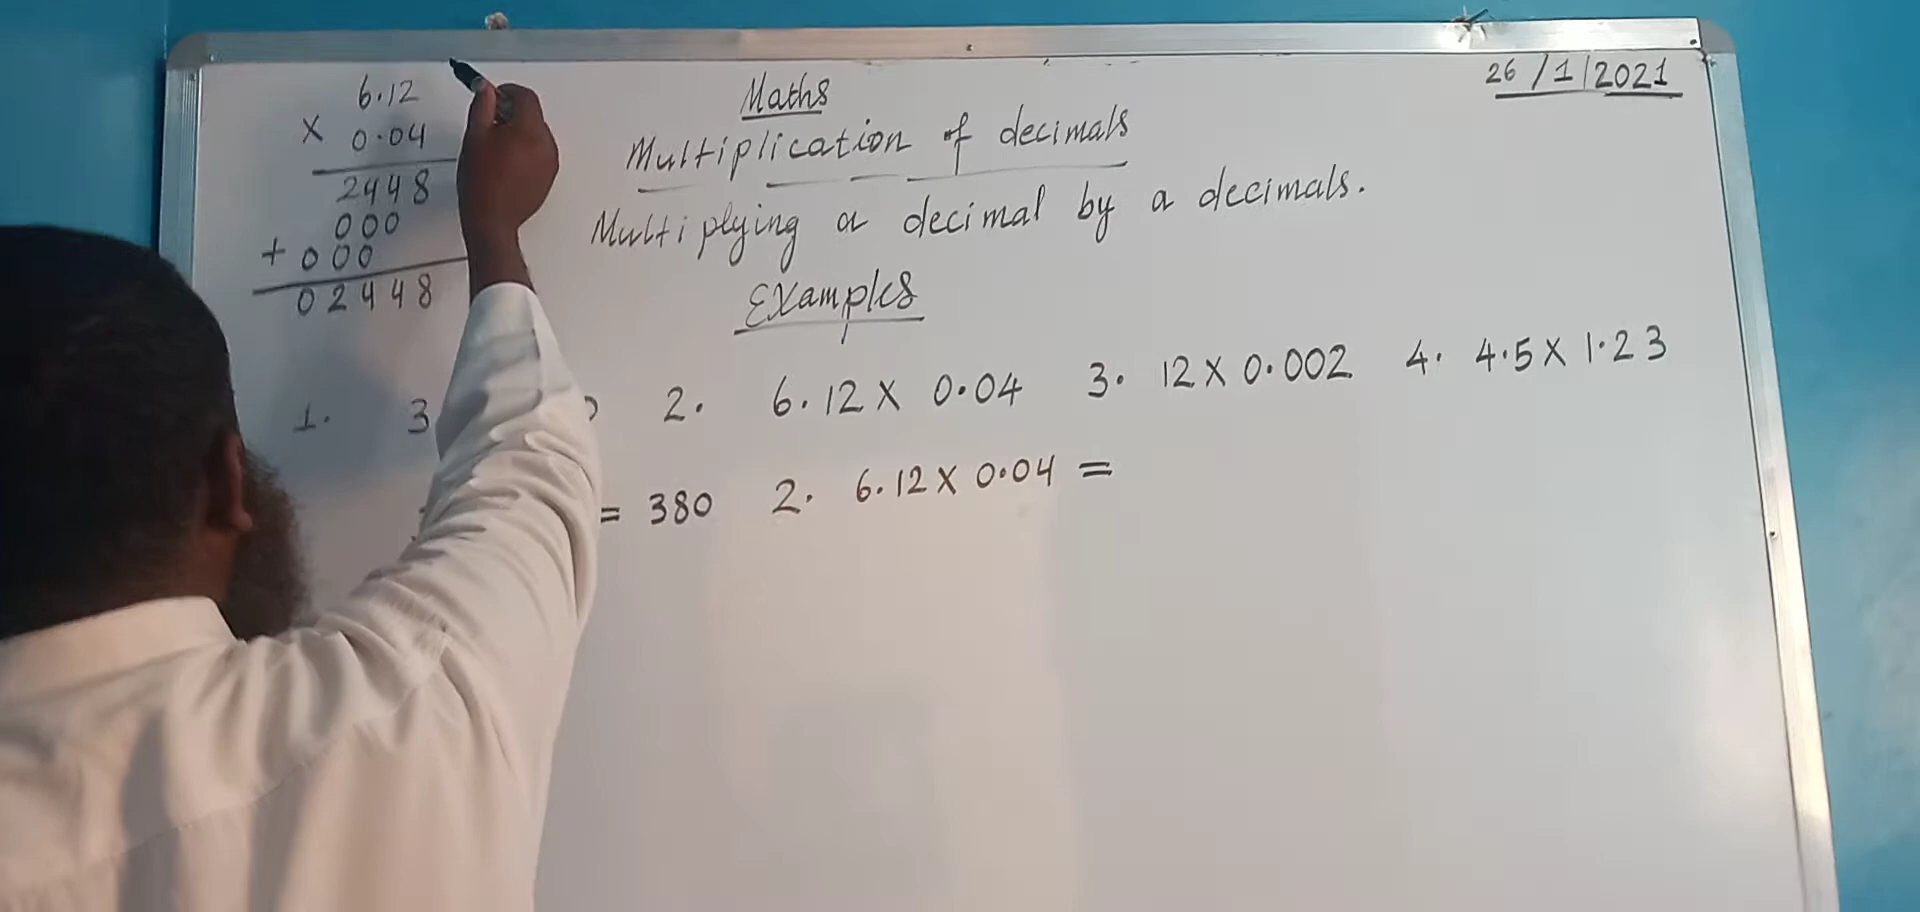 6.12
x 0.04
2448
000
+ 000
02448
Maths
26/1/2021
Multiplication of decimals
Multiplying a decimal by a decimals.
Examples
1. 3 2. 6.12 x 0.04 3. 12 x 0.002 4. 4.5 x 1.23
= 380 2. 6.12 x 0.04 =